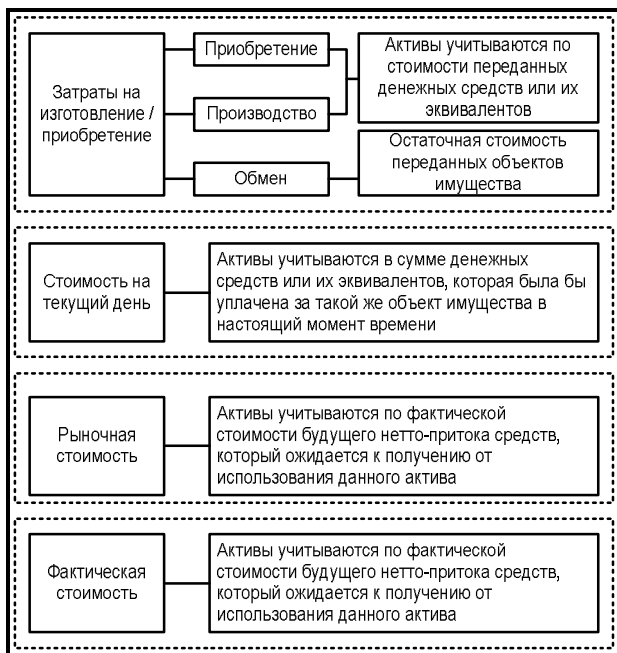 Затраты на
изготовление /
приобретение
Приобретение
Производство
Обмен
Активы учитываются по
стоимости переданных
денежных средств или их
эквивалентов
Остаточная стоимость
переданных объектов
имущества
Стоимость на
текущий день
Активы учитываются в сумме денежных
средств или их эквивалентов, которая была бы
уплачена за такой же объект имущества в
настоящий момент времени
Рыночная
стоимость
Активы учитываются по фактической
стоимости будущего нетто-притока средств,
который ожидается к получению от
использования данного актива
Фактическая
стоимость
Активы учитываются по фактической
стоимости будущего нетто-притока средств,
который ожидается к получению от
использования данного актива